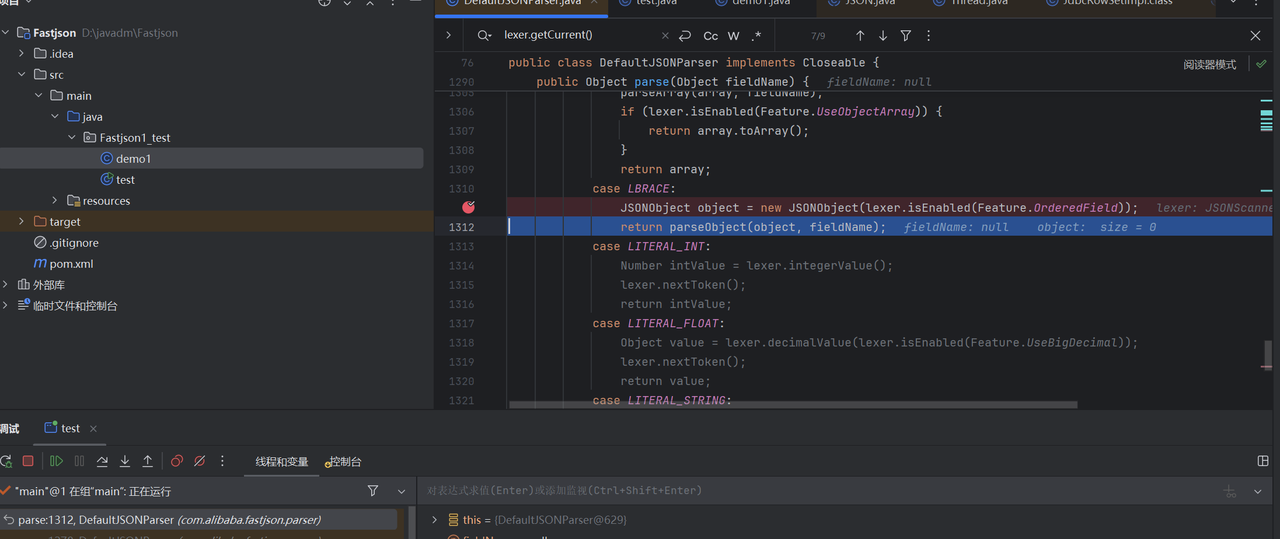 项目
DefaultJSONParser.java
test.java
demo1.java
JSON.java
Thread.java
JdbcRowSetImpl.class
Fastjson D:\javadm\Fastjson
.idea
src
main
java
Fastjson1_test
demo1
test
resources
target
.gitignore
pom.xml
外部库
临时文件和控制台
lexer.getCurrent()
Cc W .*
7/9
阅读器模式
76 public class DefaultJSONParser implements Closeable {
1290 public Object parse(Object fieldName) { fieldName: null
1305 parseArray(array, fieldName);
1306 if (lexer.isEnabled(Feature.UseObjectArray)) {
1307 return array.toArray();
1308 }
1309 return array;
1310 case LBRACE:
JSONObject object = new JSONObject(lexer.isEnabled(Feature.OrderedField)); lexer: JSONScanne
1312 return parseObject(object, fieldName); fieldName: null object: size = 0
1313 case LITERAL_INT:
1314 Number intValue = lexer.integerValue();
1315 lexer.nextToken();
1316 return intValue;
1317 case LITERAL_FLOAT:
1318 Object value = lexer.decimalValue(lexer.isEnabled(Feature.UseBigDecimal));
1319 lexer.nextToken();
1320 return value;
1321 case LITERAL_STRING:
调试
test
线程和变量
控制台
"main"@1 在组"main": 正在运行
对表达式求值(Enter)或添加监视(Ctrl+Shift+Enter)
parse:1312, DefaultJSONParser (com.alibaba.fastjson.parser)
this = {DefaultJSONParser@629}